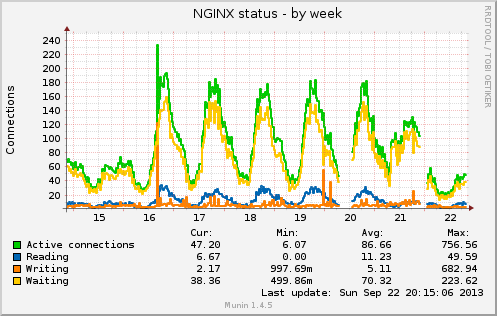 NGINX status - by week
RRDTOOL / TOBI OETIKER
Connections
240
220
200
180
160
140
120
100
80
60
40
20
15 16 17 18 19 20 21 22
Cur: Min: Avg: Max:
Active connections 47.20 6.07 86.66 756.56
Reading 6.67 0.00 11.23 49.59
Writing 2.17 997.69m 5.11 682.94
Waiting 38.36 499.86m 70.32 223.62
Last update: Sun Sep 22 20:15:06 2013
Munin 1.4.5